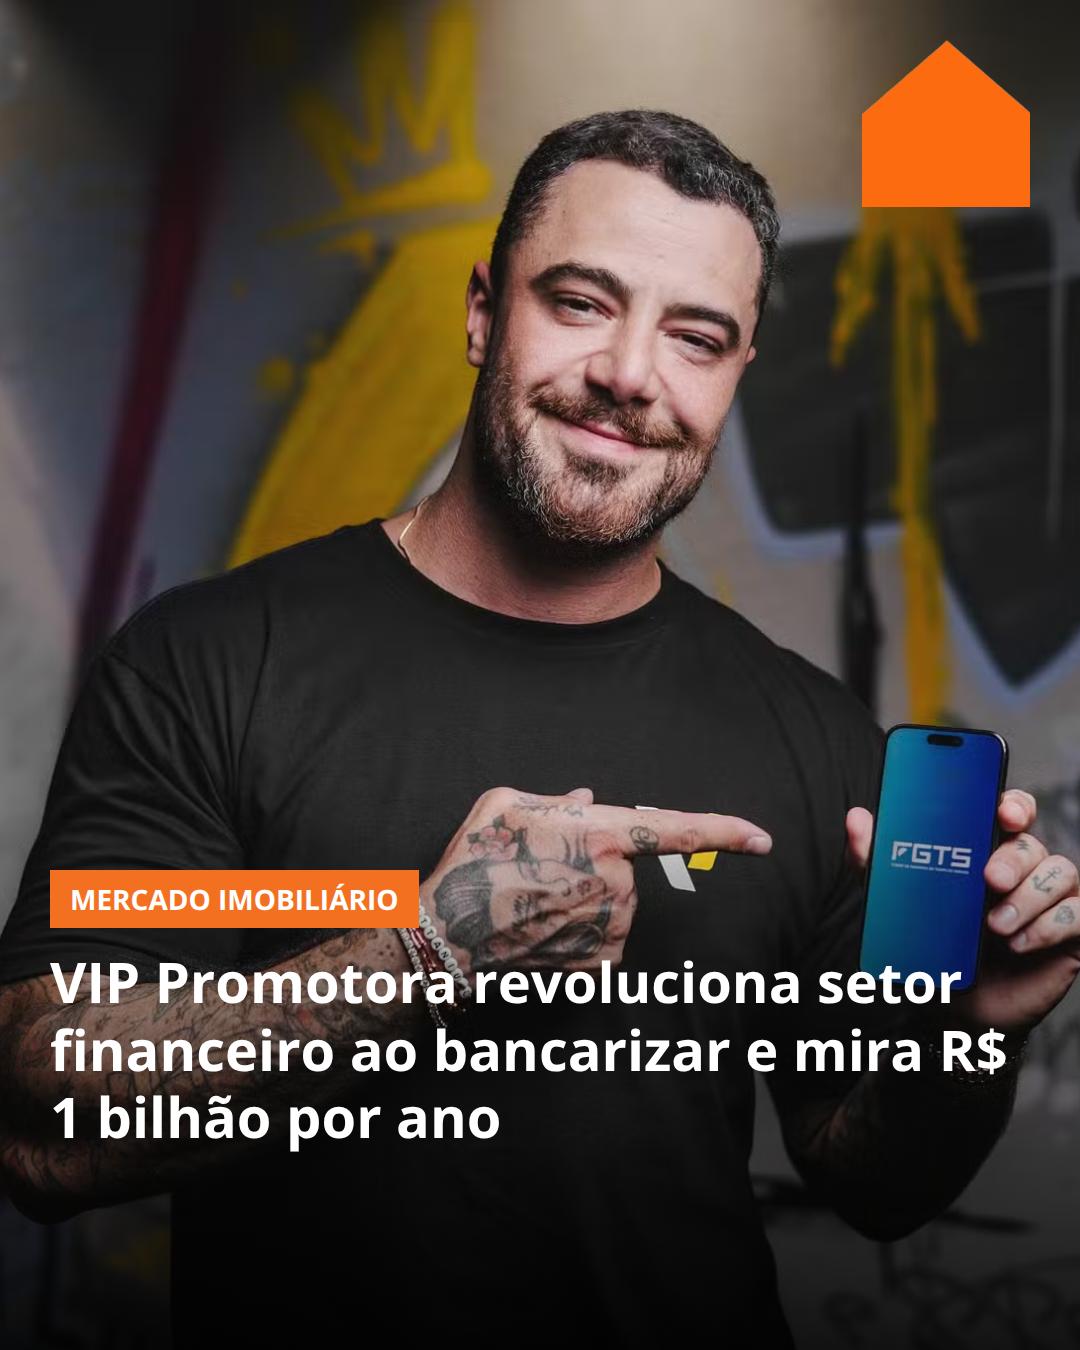 FGTS
MERCADO IMOBILIÁRIO
VIP Promotora revoluciona setor
financeiro ao bancarizar e mira R$
1 bilhão por ano